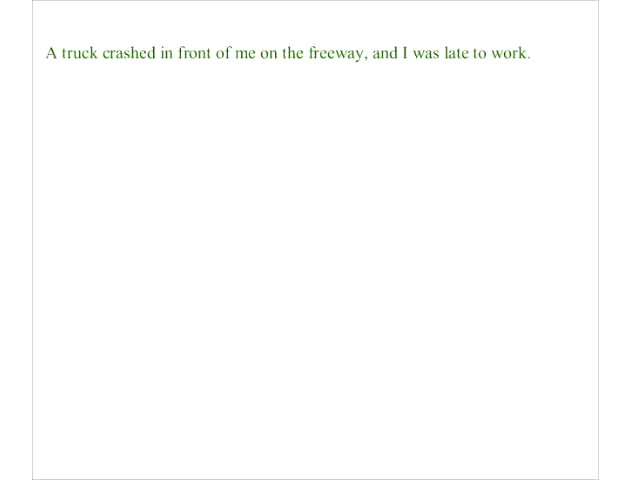 A truck crashed in front of me on the freeway, and I was late to work.